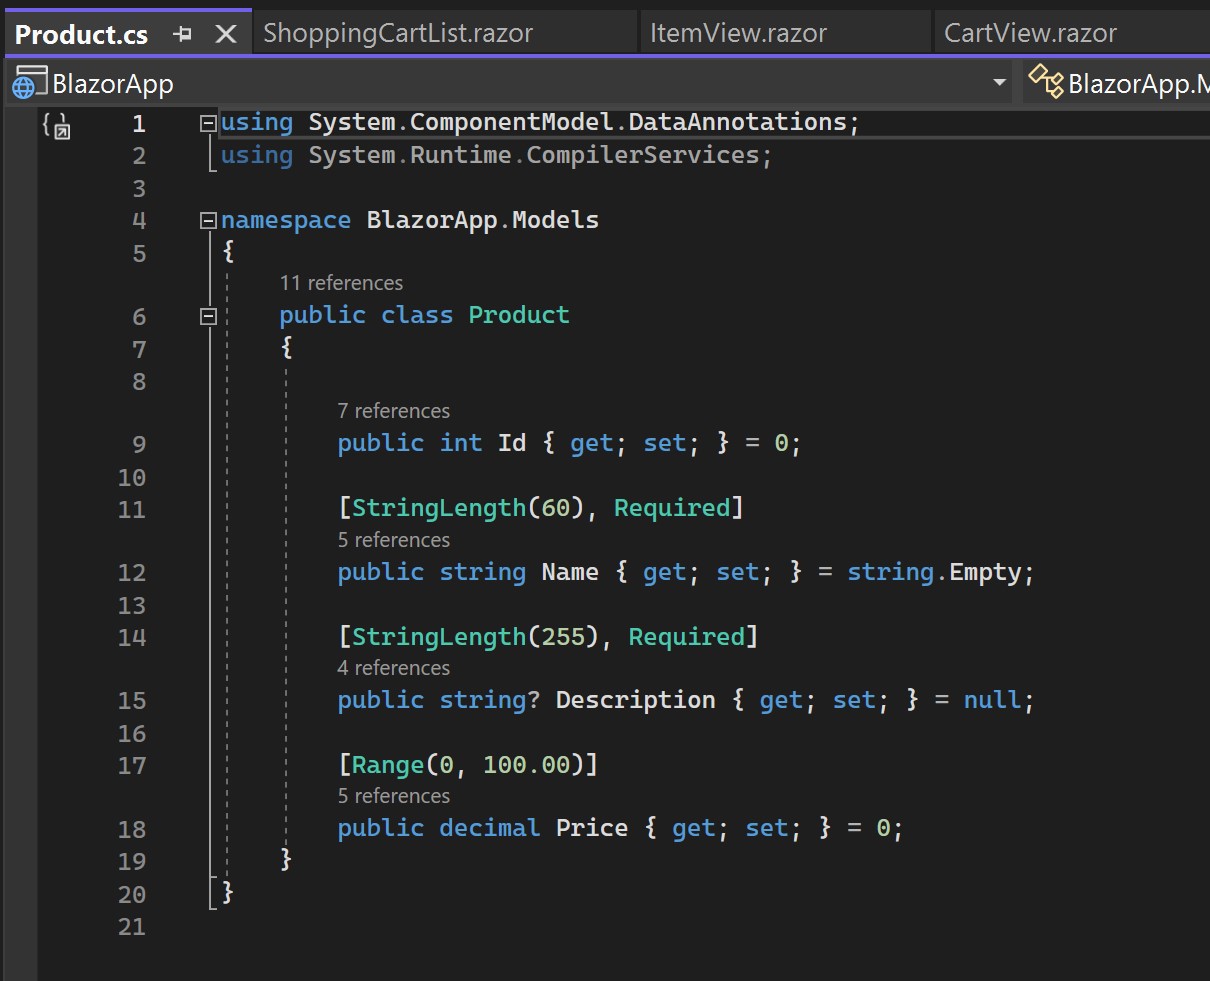 Product.cs ShoppingCartList.razor ItemView.razor CartView.razor
BlazorApp BlazorApp.M
1 using System.ComponentModel.DataAnnotations;
2 using System.Runtime.CompilerServices;
3
4 namespace BlazorApp.Models
5 {
11 references
6 public class Product
7 {
8
7 references
9 public int Id { get; set; } = 0;
10
11 [StringLength(60), Required]
5 references
12 public string Name { get; set; } = string.Empty;
13
14 [StringLength(255), Required]
4 references
15 public string? Description { get; set; } = null;
16
17 [Range(0, 100.00)]
5 references
18 public decimal Price { get; set; } = 0;
19 }
20 }
21